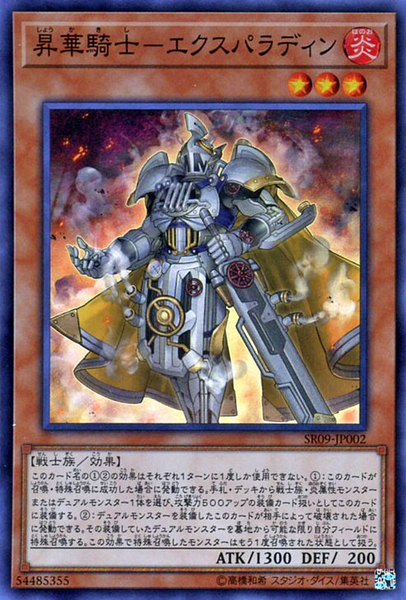 昇華騎士－エクスパラディン
炎
SR09-JP002
【戦士族／効果】
このカード名の①②の効果はそれぞれ1ターンに1度しか使用できない。①：このカードが
召喚・特殊召喚に成功した場合に発動できる。手札・デッキから戦士族・炎属性モンスター
またはデュアルモンスター1体を選び、攻撃力500アップの装備カード扱いとしてこのカード
に装備する。②：デュアルモンスターを装備したこのカードが相手によって破壊された場合
に発動できる。その装備していたデュアルモンスターを墓地から可能な限り自分フィールドに
特殊召喚する。この効果で特殊召喚したモンスターはもう1度召喚された状態として扱う。
ATK/1300 DEF/ 200
54485355
©高橋和希 スタジオ・ダイス/集英社